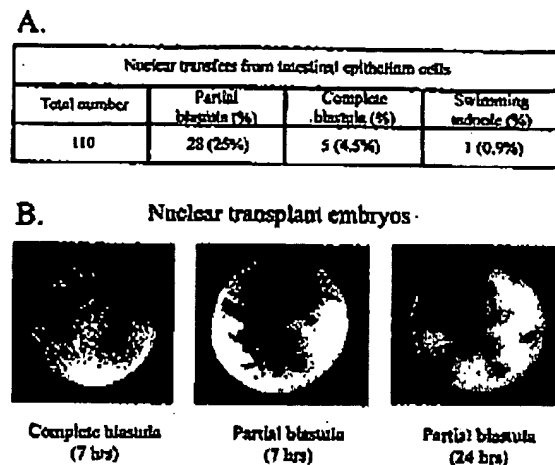 A.
Nuclear transfers from intestinal epithelium cells
Total number
Partial blastula (%)
Complete blastula (%)
Swimming tadpole (%)
110
28 (25%)
5 (4.5%)
1 (0.9%)
B.
Nuclear transplant embryos
Complete blastula
(7 hrs)
Partial blastula
(7 hrs)
Partial blastula
(24 hrs)